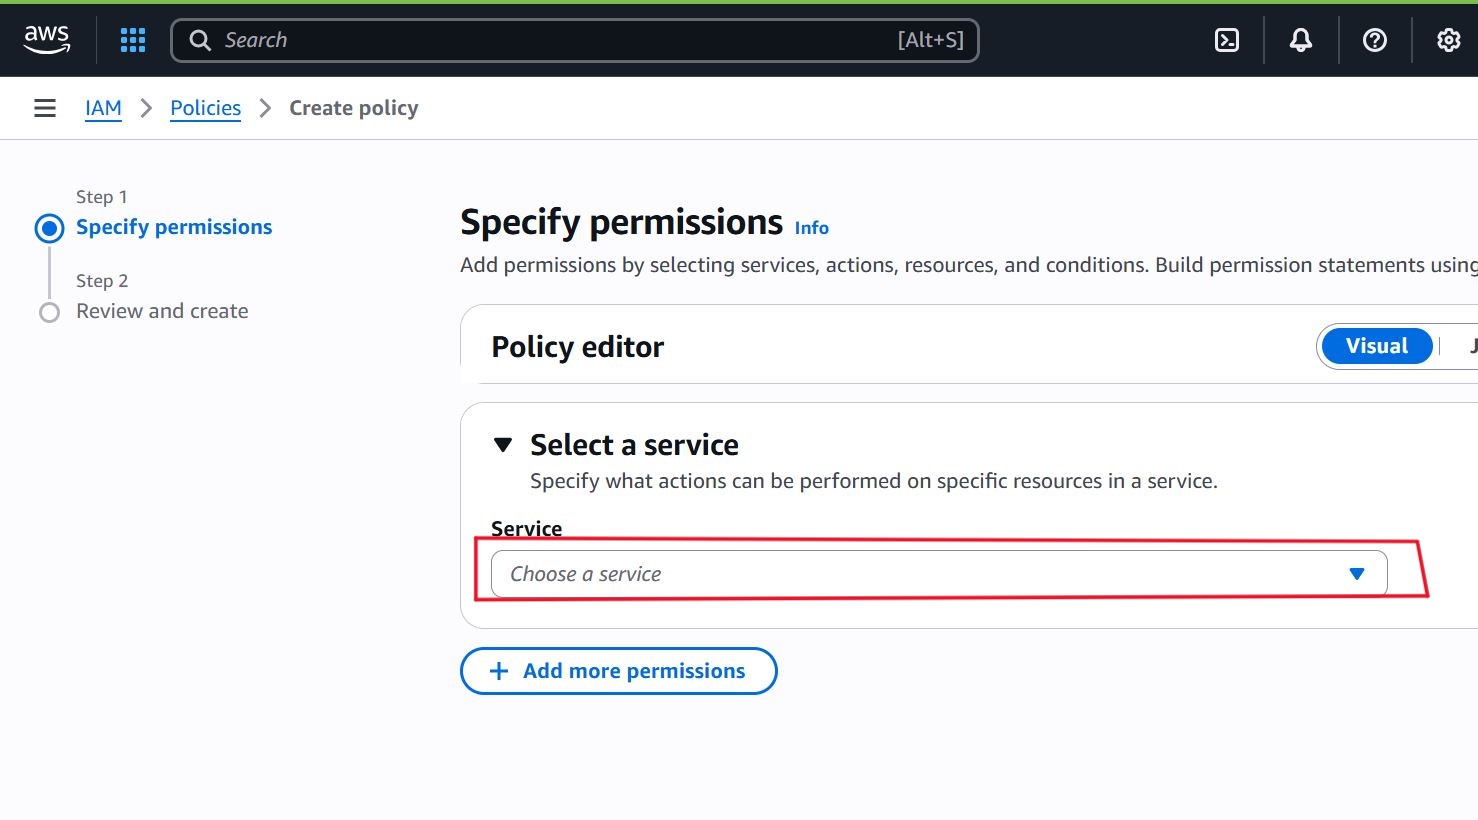 aws
Search [Alt+S]
IAM > Policies > Create policy
Step 1
Specify permissions
Step 2
Review and create
Specify permissions Info
Add permissions by selecting services, actions, resources, and conditions. Build permission statements using
Policy editor
Visual
Select a service
Specify what actions can be performed on specific resources in a service.
Service
Choose a service
+ Add more permissions